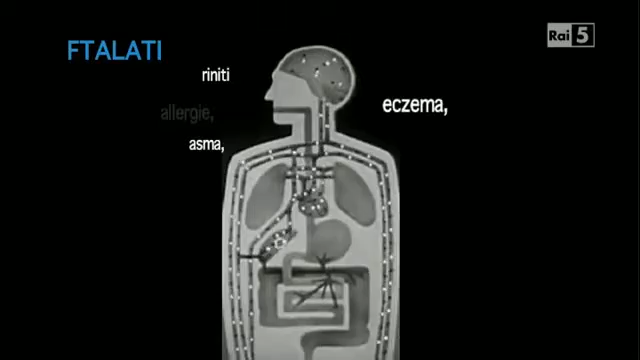 FTALATI
Rai 5
riniti
allergie,
eczema,
asma,